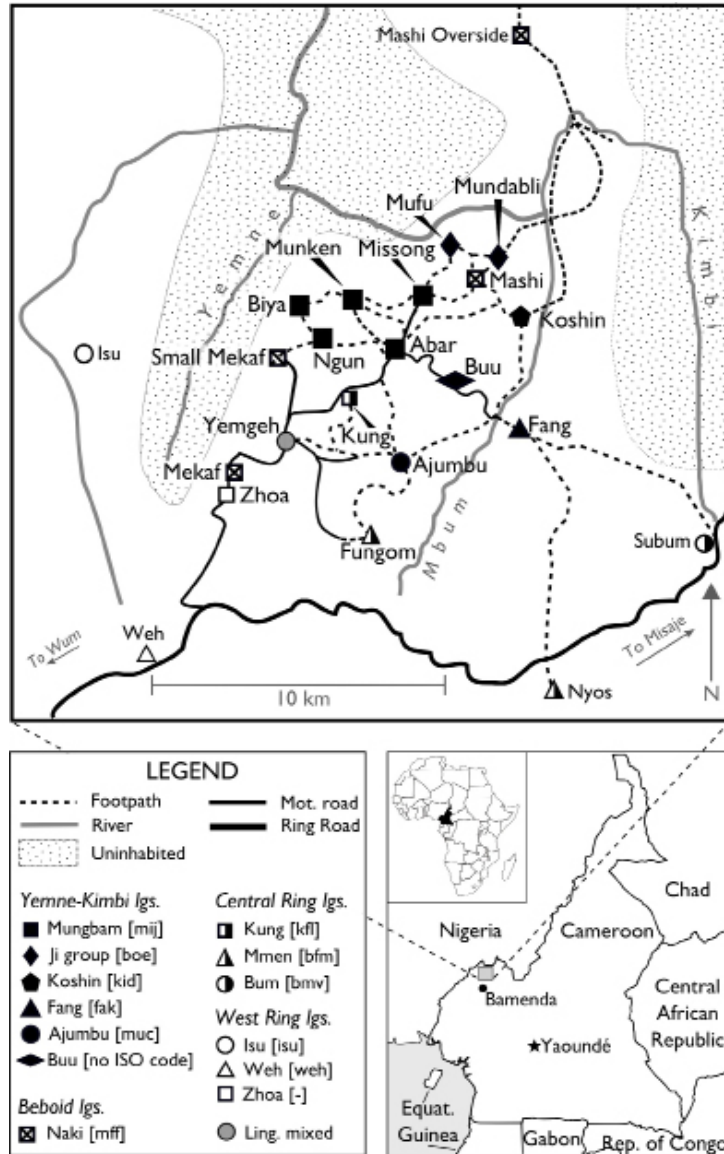 Mashi Overside
Mundabli
Mufu
Munken
Missong
Mashi
Biya
Yemne
Kimbi
Koshin
Isu
Small Mekaf
Ngun
Abar
Buu
Yemgeh
Kung
Fang
Mekaf
Ajumbu
Zhoa
Fungom
Mbum
Subum
Weh
To Wum
To Misaje
10 km
Nyos
N
LEGEND
Footpath
Mot. road
River
Ring Road
Uninhabited
Yemne-Kimbi lgs.
Mungbam [mij]
Ji group [boe]
Koshin [kid]
Fang [fak]
Ajumbu [muc]
Buu [no ISO code]
Beboid lgs.
Naki [mff]
Central Ring lgs.
Kung [kfl]
Mmen [bfm]
Bum [bmv]
West Ring lgs.
Isu [isu]
Weh [weh]
Zhoa [-]
Ling. mixed
Chad
Nigeria
Cameroon
Bamenda
Central
African
Republic
Yaoundé
Equat.
Guinea
Gabon
Rep. of Congo